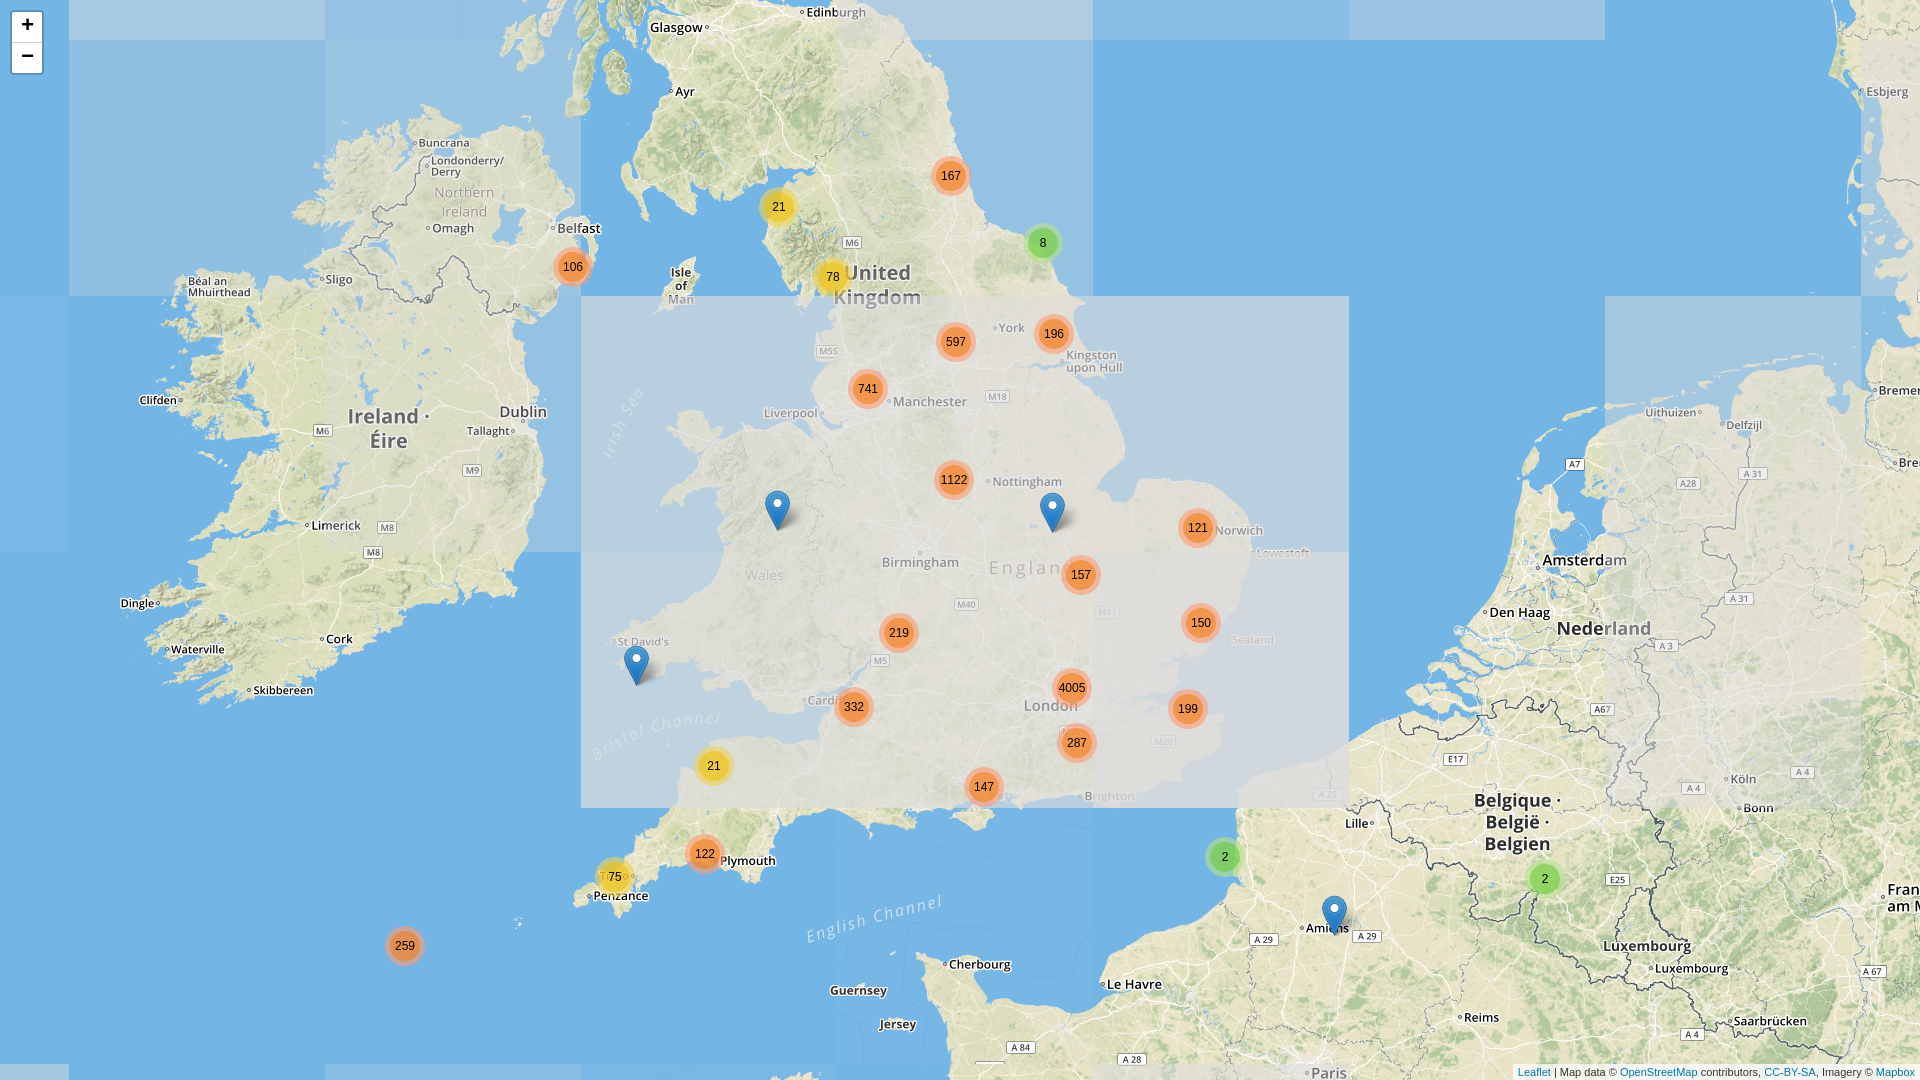 +
−
Edinburgh
Glasgow
Ayr
Esbjerg
Buncrana
Londonderry/
Derry
Northern
Ireland
Omagh
Belfast
167
21
8
M6
106
78
United
Kingdom
Isle
of
Man
Sligo
Béal an
Mhuirthead
York
196
597
M55
Kingston
upon Hull
741
Manchester
M18
Liverpool
Irish Sea
Clifden
Ireland ·
Éire
Dublin
Tallaght
M6
M9
Uithuizen
Delfzijl
Breme
Bre
A7
A 31
A28
1122
Nottingham
Limerick
M8
M8
121
Norwich
Lowestoft
Birmingham
Englan
157
Wales
Amsterdam
Dingle
M40
M11
Den Haag
A 31
Nederland
219
150
Sealand
Cork
Waterville
St David's
M5
A 3
Skibbereen
4005
London
Cardiff
332
199
A67
Bristol Channel
287
M20
E17
21
147
Brighton
A 25
Köln
A 4
A 4
Bonn
Belgique ·
België ·
Belgien
Lille
122
Plymouth
75
Penzance
2
2
E25
Fran
am M
English Channel
Amiens
A 29
A 29
259
Luxembourg
Luxembourg
A 67
Cherbourg
Guernsey
Le Havre
Jersey
Reims
Saarbrücken
A 84
A 28
A 4
Paris
Leaflet | Map data © OpenStreetMap contributors, CC-BY-SA, Imagery © Mapbox